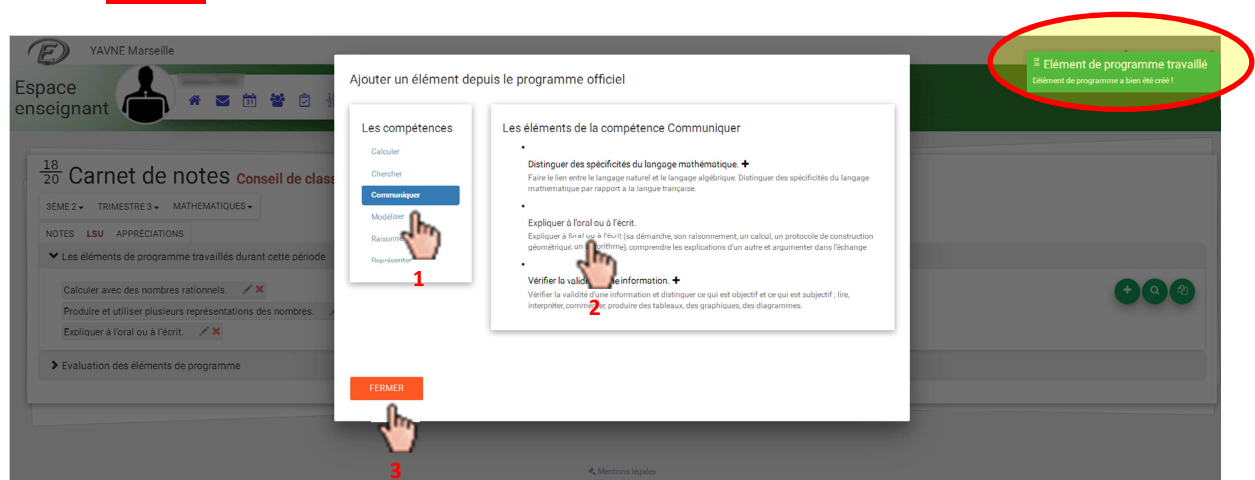 YAVNE Marseille
Espace
enseignant
Elément de programme travaillé
L'élément de programme a bien été créé !
18
20 Carnet de notes Conseil de class
3EME 2 TRIMESTRE 3 MATHEMATIQUES
NOTES LSU APPRÉCIATIONS
Les éléments de programme travaillés durant cette période
Calculer avec des nombres rationnels.
Produire et utiliser plusieurs représentations des nombres.
Expliquer à l'oral ou à l'écrit.
Evaluation des éléments de programme
Ajouter un élément depuis le programme officiel
Les compétences
Calculer
Chercher
Communiquer
Modéliser
Raisonne
Représenter
1
Les éléments de la compétence Communiquer
Distinguer des spécificités du langage mathématique. +
Faire le lien entre le langage naturel et le langage algébrique. Distinguer des spécificités du langage
mathématique par rapport à la langue française.
Expliquer à l'oral ou à l'écrit.
Expliquer à l'oral ou à l'écrit (sa démarche, son raisonnement, un calcul, un protocole de construction
géométrique, un algorithme), comprendre les explications d'un autre et argumenter dans l'échange
Vérifier la valid e information. +
Vérifier la validité d'une information et distinguer ce qui est objectif et ce qui est subjectif ; lire,
interpréter, commenter, produire des tableaux, des graphiques, des diagrammes.
2
FERMER
3
Mentions légales